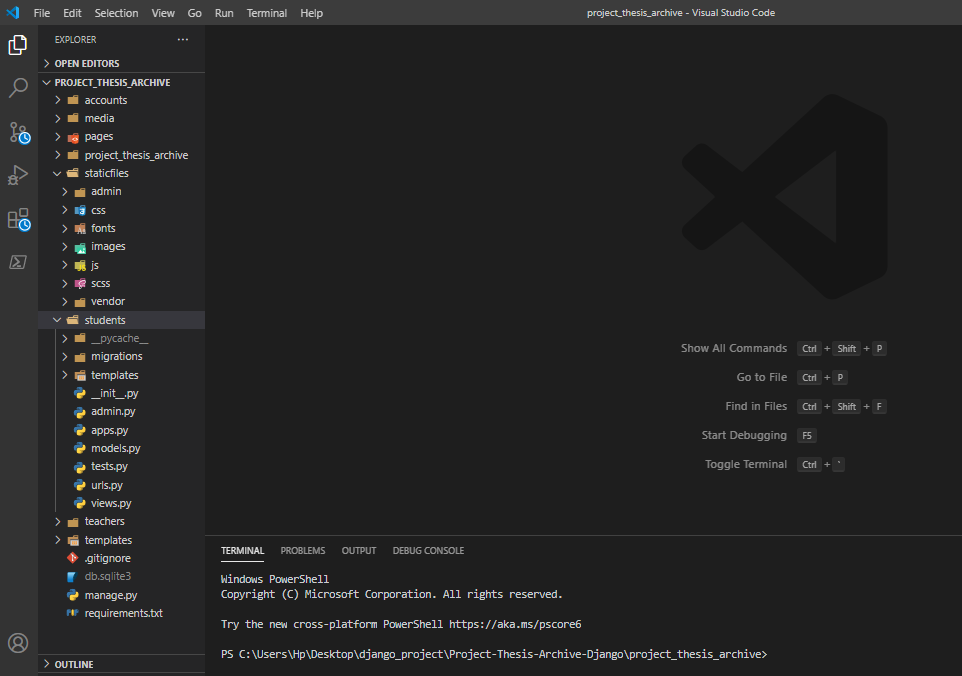 File Edit Selection View Go Run Terminal Help
project_thesis_archive - Visual Studio Code
EXPLORER
OPEN EDITORS
PROJECT_THESIS_ARCHIVE
accounts
media
pages
project_thesis_archive
staticfiles
admin
css
fonts
images
js
scss
vendor
students
__pycache__
migrations
templates
__init__.py
admin.py
apps.py
models.py
tests.py
urls.py
views.py
teachers
templates
.gitignore
db.sqlite3
manage.py
requirements.txt
OUTLINE
Show All Commands Ctrl + Shift + P
Go to File Ctrl + P
Find in Files Ctrl + Shift + F
Start Debugging F5
Toggle Terminal Ctrl + `
TERMINAL PROBLEMS OUTPUT DEBUG CONSOLE
Windows PowerShell
Copyright (C) Microsoft Corporation. All rights reserved.
Try the new cross-platform PowerShell https://aka.ms/pscore6
PS C:\Users\Hp\Desktop\django_project\Project-Thesis-Archive-Django\project_thesis_archive>